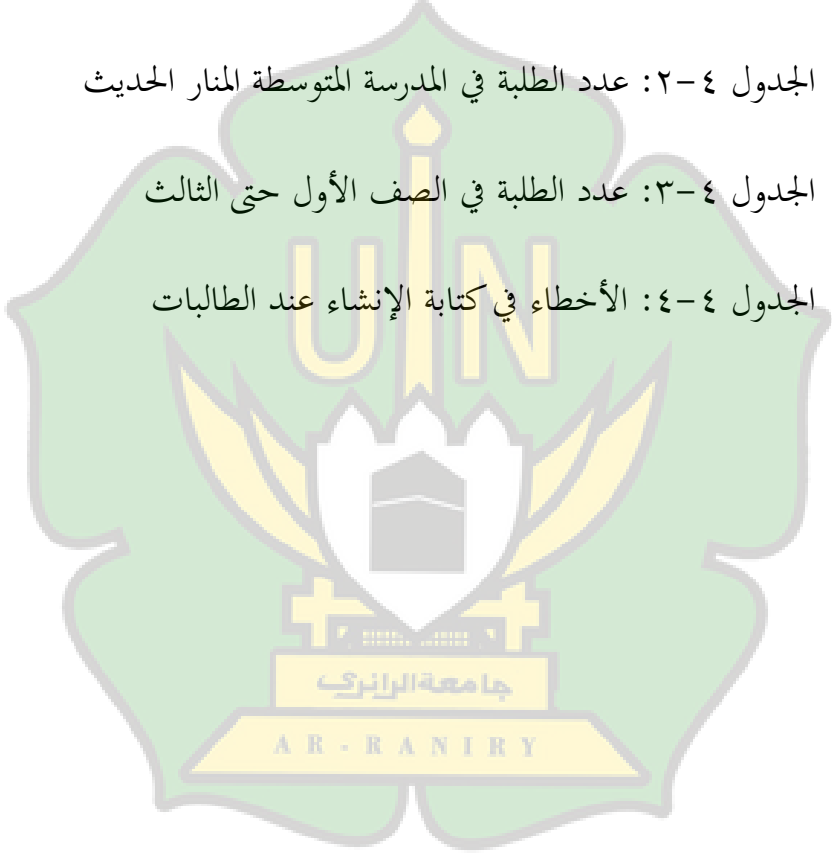 الجدول ٤-٢: عدد الطلبة في المدرسة المتوسطة المنار الحديث
الجدول ٤-٣: عدد الطلبة في الصف الأول حتى الثالث
الجدول ٤-٤: الأخطاء في كتابة الإنشاء عند الطالبات
UIN
جامعة الرانري
AR-RANIRY